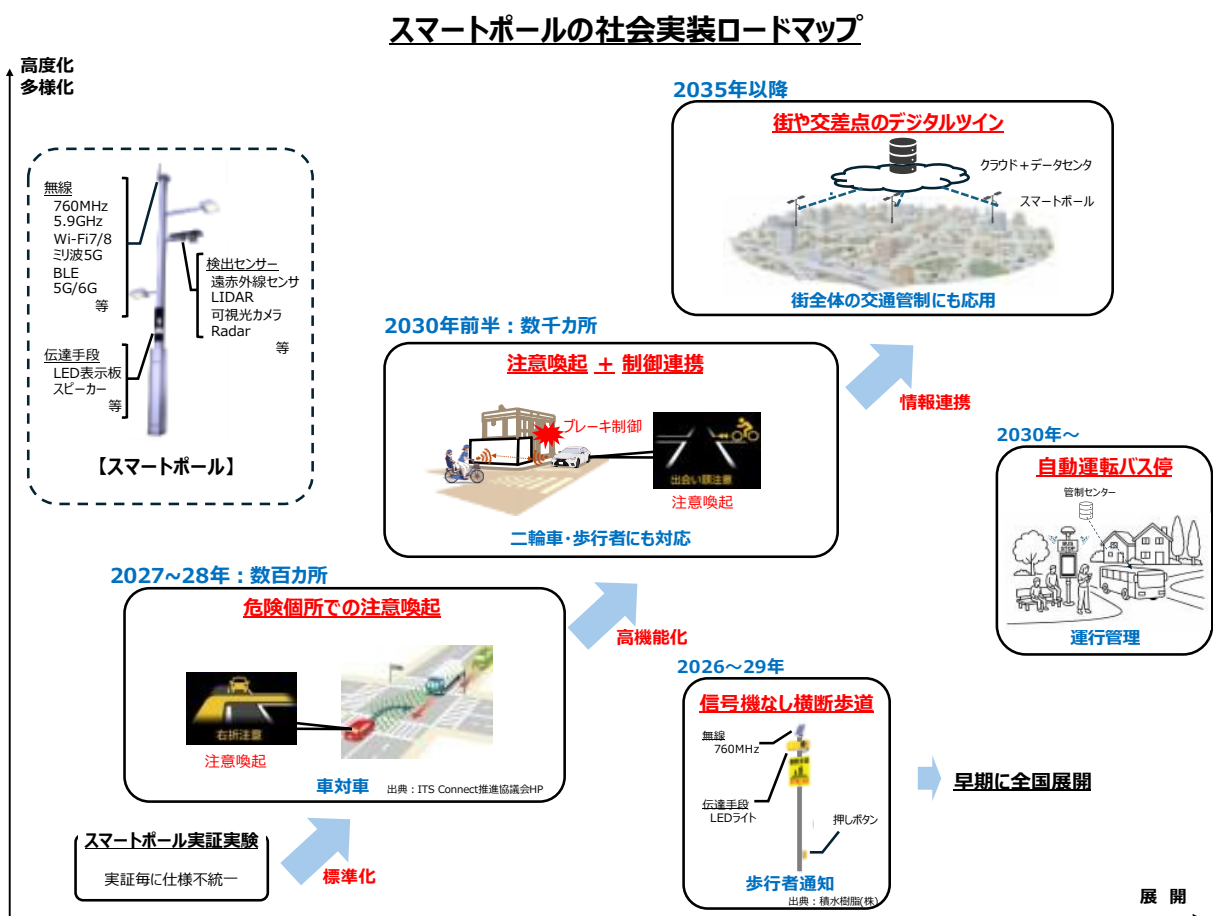 スマートポールの社会実装ロードマップ
高度化
多様化
無線
760MHz
5.9GHz
Wi-Fi7/8
ミリ波5G
BLE
5G/6G
等
検出センサー
遠赤外線センサ
LIDAR
可視光カメラ
Radar
等
伝達手段
LED表示板
スピーカー
等
【スマートポール】
2035年以降
街や交差点のデジタルツイン
クラウド＋データセンタ
スマートポール
街全体の交通管制にも応用
2030年前半：数千カ所
注意喚起 + 制御連携
ブレーキ制御
出会い頭注意
注意喚起
二輪車・歩行者にも対応
情報連携
2030年～
自動運転バス停
管制センター
BUS
STOP
運行管理
2027~28年：数百カ所
危険個所での注意喚起
右折注意
注意喚起
車対車
出典：ITS Connect推進協議会HP
高機能化
2026～29年
信号機なし横断歩道
無線
760MHz
伝達手段
LEDライト
押しボタン
歩行者通知
出典：積水樹脂(株)
早期に全国展開
スマートポール実証実験
実証毎に仕様不統一
標準化
展 開